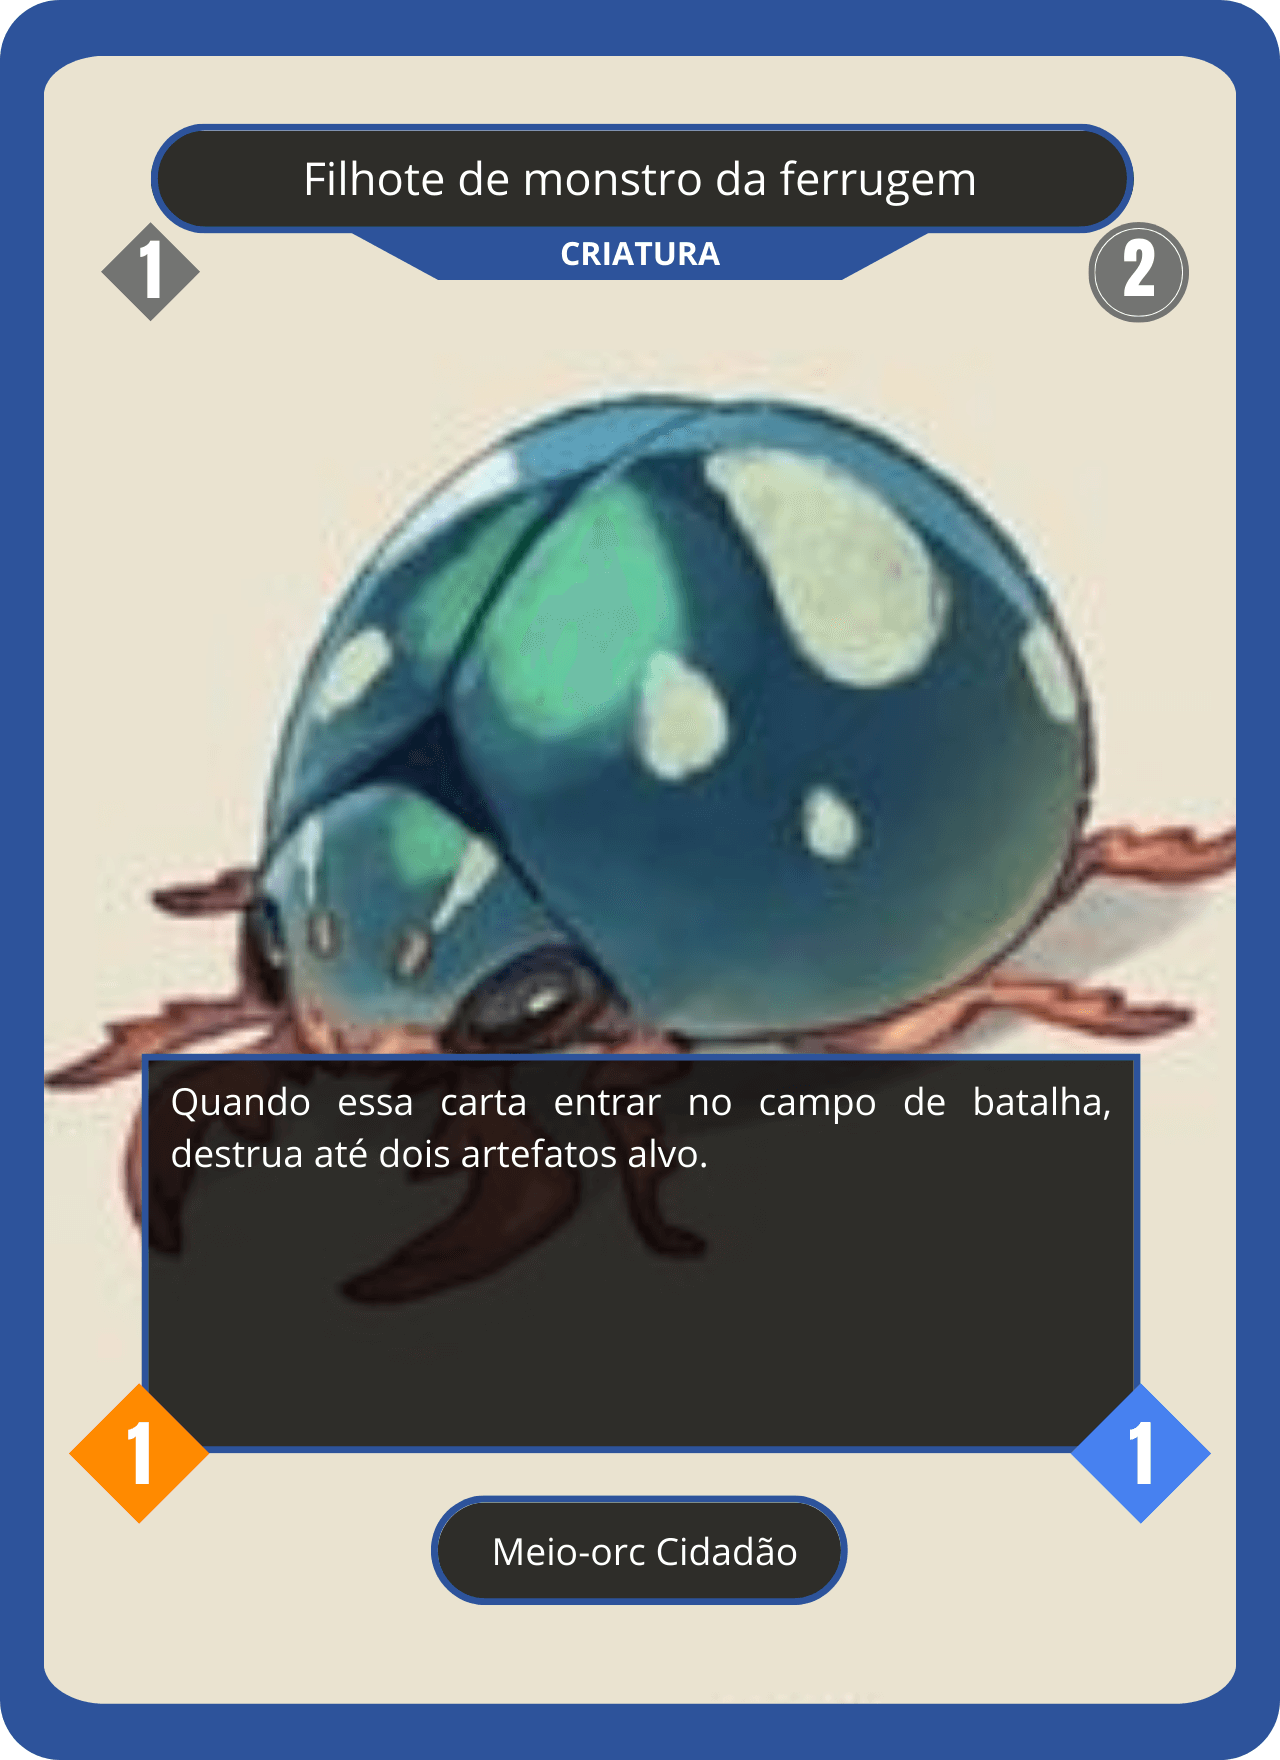 Filhote de monstro da ferrugem
CRIATURA
1
2
Quando essa carta entrar no campo de batalha,
destrua até dois artefatos alvo.
1
1
Meio-orc Cidadão